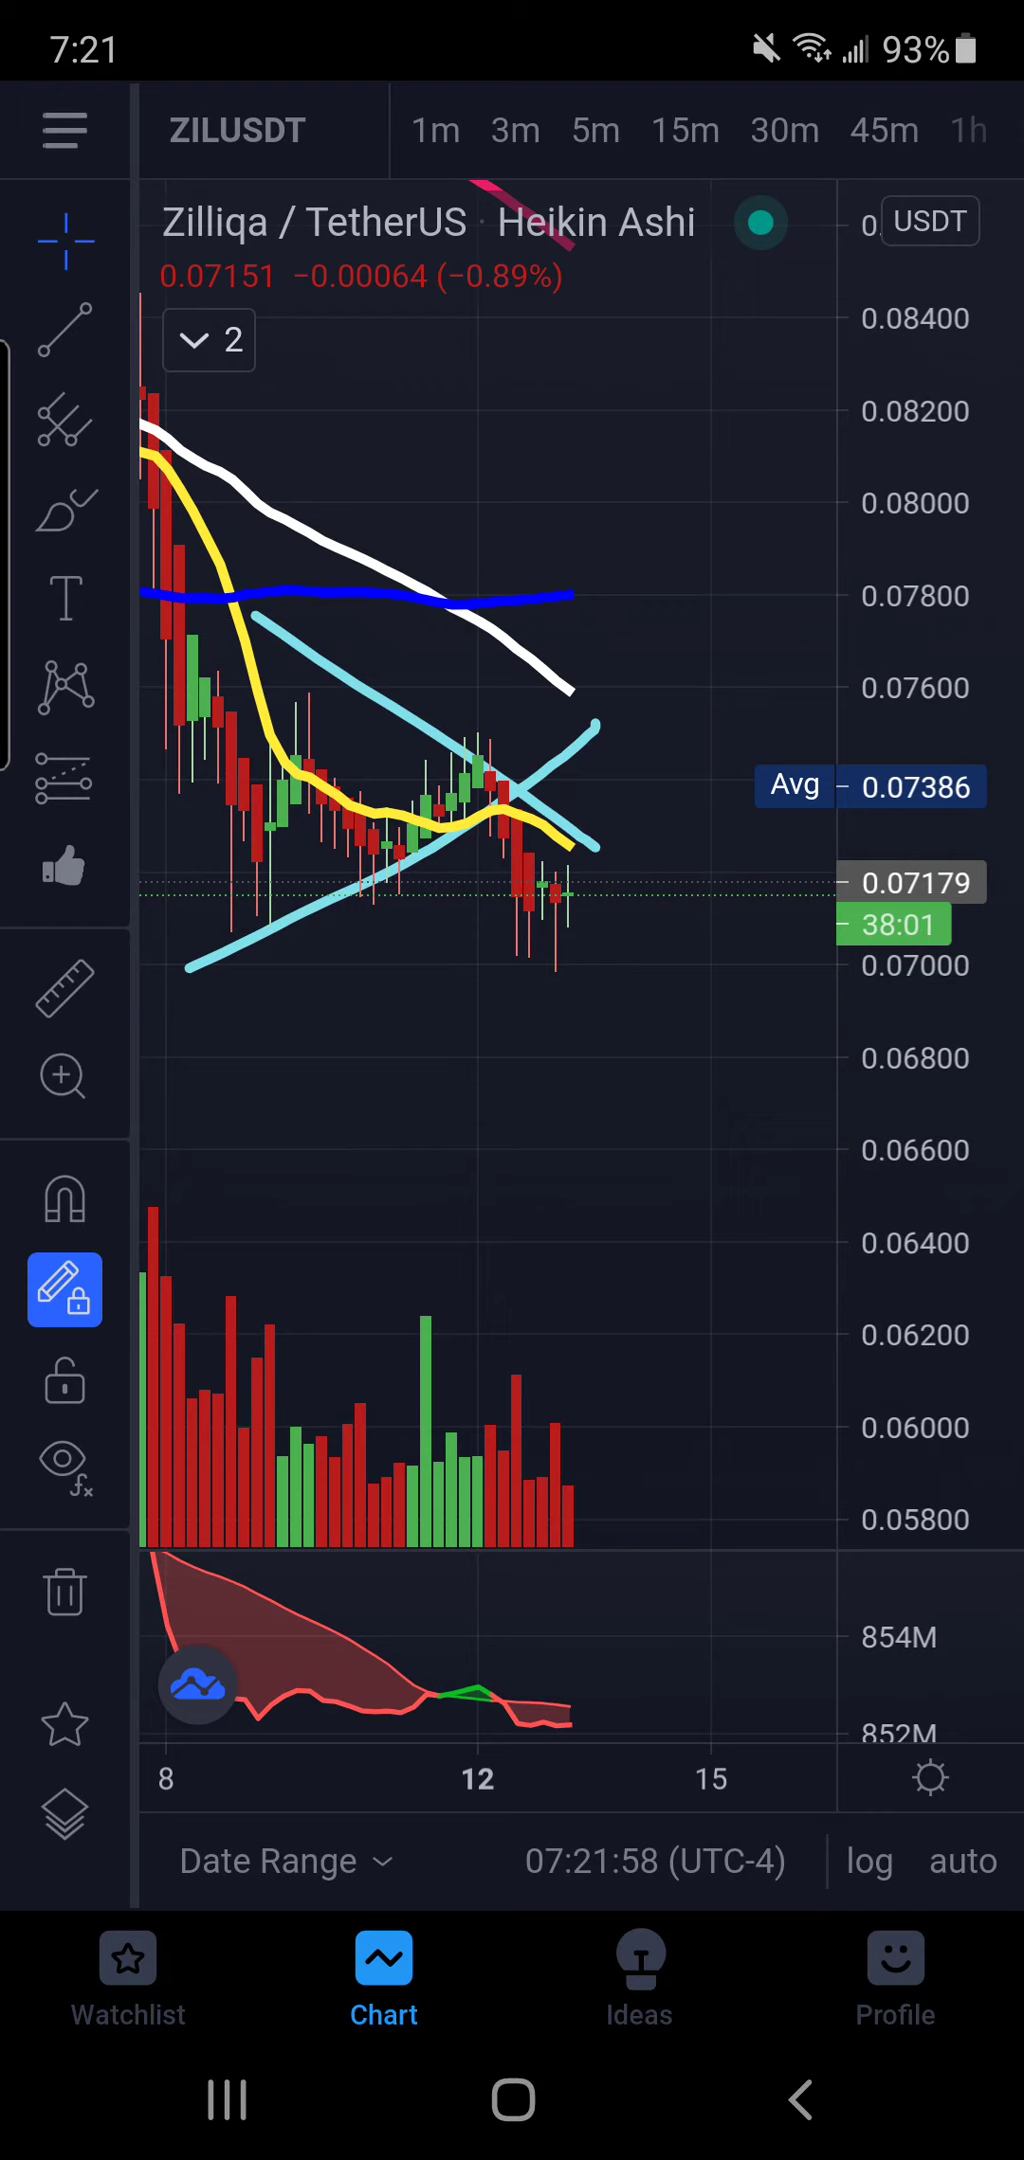 7:21 93%
ZILUSDT 1m 3m 5m 15m 30m 45m 1h
Zilliqa / TetherUS · Heikin Ashi
0. USDT
0.07151 −0.00064 (−0.89%)
2
0.08400
0.08200
0.08000
0.07800
0.07600
Avg 0.07386
0.07179
38:01
0.07000
0.06800
0.06600
0.06400
0.06200
0.06000
0.05800
854M
852M
8 12 15
Date Range 07:21:58 (UTC-4) log auto
Watchlist Chart Ideas Profile